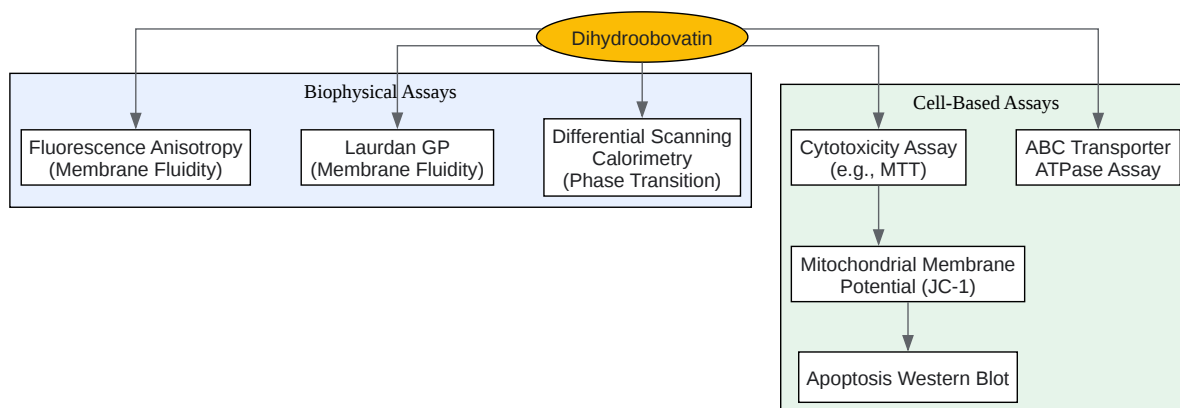 Dihydroobovatin
Biophysical Assays
Fluorescence Anisotropy
(Membrane Fluidity)
Laurdan GP
(Membrane Fluidity)
Differential Scanning
Calorimetry
(Phase Transition)
Cell-Based Assays
Cytotoxicity Assay
(e.g., MTT)
ABC Transporter
ATPase Assay
Mitochondrial Membrane
Potential (JC-1)
Apoptosis Western Blot